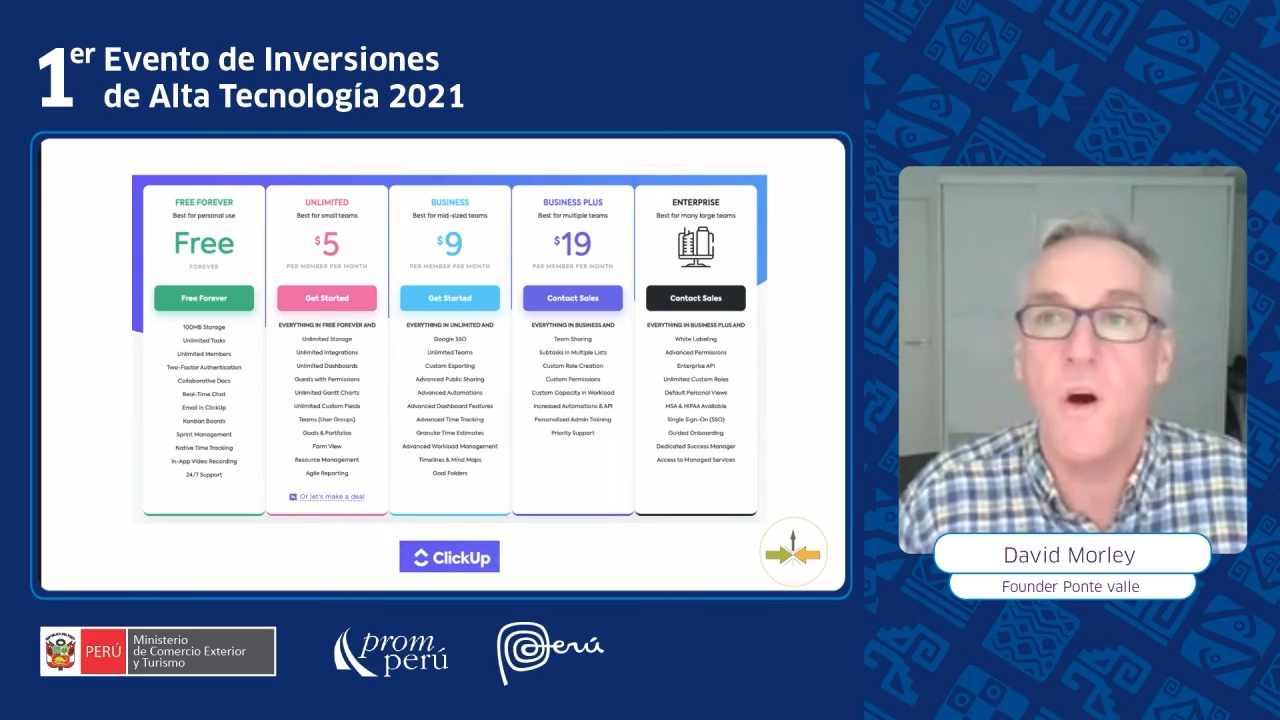 1er Evento de Inversiones
de Alta Tecnología 2021
FREE FOREVER
Best for personal use
Free
FOREVER
Free Forever
100MB Storage
Unlimited Tasks
Unlimited Members
Two-Factor Authentication
Collaborative Docs
Real-Time Chat
Email in ClickUp
Kanban Boards
Sprint Management
Native Time Tracking
In-App Video Recording
24/7 Support
UNLIMITED
Best for small teams
$5
PER MEMBER PER MONTH
Get Started
EVERYTHING IN FREE FOREVER AND
Unlimited Storage
Unlimited Integrations
Unlimited Dashboards
Guests with Permissions
Unlimited Gantt Charts
Unlimited Custom Fields
Teams (User Groups)
Goals & Portfolios
Form View
Resource Management
Agile Reporting
Or let's make a deal
BUSINESS
Best for mid-sized teams
$9
PER MEMBER PER MONTH
Get Started
EVERYTHING IN UNLIMITED AND
Google SSO
Unlimited Teams
Custom Exporting
Advanced Public Sharing
Advanced Automations
Advanced Dashboard Features
Advanced Time Tracking
Granular Time Estimates
Advanced Workload Management
Timelines & Mind Maps
Goal Folders
BUSINESS PLUS
Best for multiple teams
$19
PER MEMBER PER MONTH
Contact Sales
EVERYTHING IN BUSINESS AND
Team Sharing
Subtasks in Multiple Lists
Custom Role Creation
Custom Permissions
Custom Capacity in Workload
Increased Automations & API
Personalized Admin Training
Priority Support
ENTERPRISE
Best for many large teams
Contact Sales
EVERYTHING IN BUSINESS PLUS AND
White Labeling
Advanced Permissions
Enterprise API
Unlimited Custom Roles
Default Personal Views
MSA & HIPAA Available
Single Sign-On (SSO)
Guided Onboarding
Dedicated Success Manager
Access to Managed Services
ClickUp
David Morley
Founder Ponte valle
PERÚ
Ministerio
de Comercio Exterior
y Turismo
prom
perú
Perú